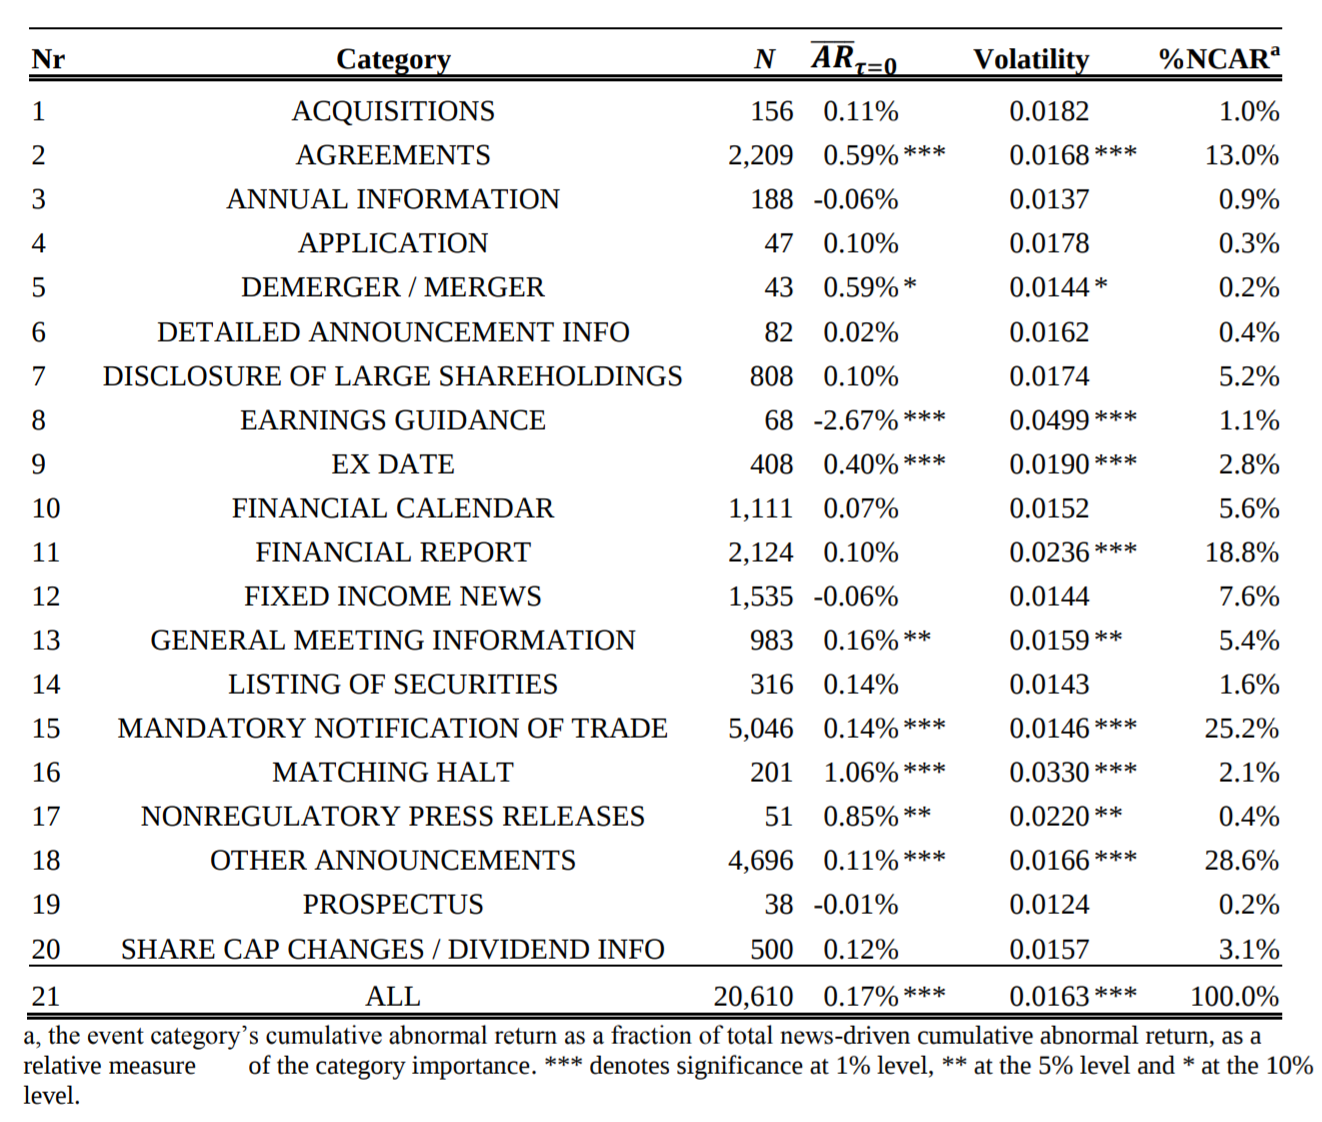 Nr Category N AR τ=0 Volatility %NCARᵃ
1 ACQUISITIONS 156 0.11% 0.0182 1.0%
2 AGREEMENTS 2,209 0.59% *** 0.0168 *** 13.0%
3 ANNUAL INFORMATION 188 -0.06% 0.0137 0.9%
4 APPLICATION 47 0.10% 0.0178 0.3%
5 DEMERGER / MERGER 43 0.59% * 0.0144 * 0.2%
6 DETAILED ANNOUNCEMENT INFO 82 0.02% 0.0162 0.4%
7 DISCLOSURE OF LARGE SHAREHOLDINGS 808 0.10% 0.0174 5.2%
8 EARNINGS GUIDANCE 68 -2.67% *** 0.0499 *** 1.1%
9 EX DATE 408 0.40% *** 0.0190 *** 2.8%
10 FINANCIAL CALENDAR 1,111 0.07% 0.0152 5.6%
11 FINANCIAL REPORT 2,124 0.10% 0.0236 *** 18.8%
12 FIXED INCOME NEWS 1,535 -0.06% 0.0144 7.6%
13 GENERAL MEETING INFORMATION 983 0.16% ** 0.0159 ** 5.4%
14 LISTING OF SECURITIES 316 0.14% 0.0143 1.6%
15 MANDATORY NOTIFICATION OF TRADE 5,046 0.14% *** 0.0146 *** 25.2%
16 MATCHING HALT 201 1.06% *** 0.0330 *** 2.1%
17 NONREGULATORY PRESS RELEASES 51 0.85% ** 0.0220 ** 0.4%
18 OTHER ANNOUNCEMENTS 4,696 0.11% *** 0.0166 *** 28.6%
19 PROSPECTUS 38 -0.01% 0.0124 0.2%
20 SHARE CAP CHANGES / DIVIDEND INFO 500 0.12% 0.0157 3.1%
21 ALL 20,610 0.17% *** 0.0163 *** 100.0%
a, the event category’s cumulative abnormal return as a fraction of total news-driven cumulative abnormal return, as a
relative measure of the category importance. *** denotes significance at 1% level, ** at the 5% level and * at the 10%
level.